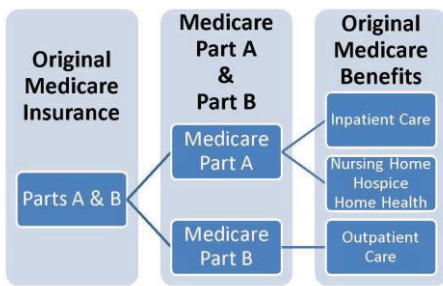 Original
Medicare
Insurance
Parts A & B
Medicare
Part A
&
Part B
Medicare
Part A
Medicare
Part B
Original
Medicare
Benefits
Inpatient Care
Nursing Home
Hospice
Home Health
Outpatient
Care